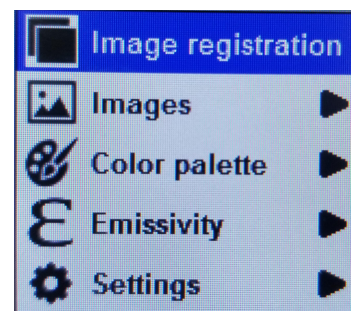 Image registration
Images
Color palette
Emissivity
Settings